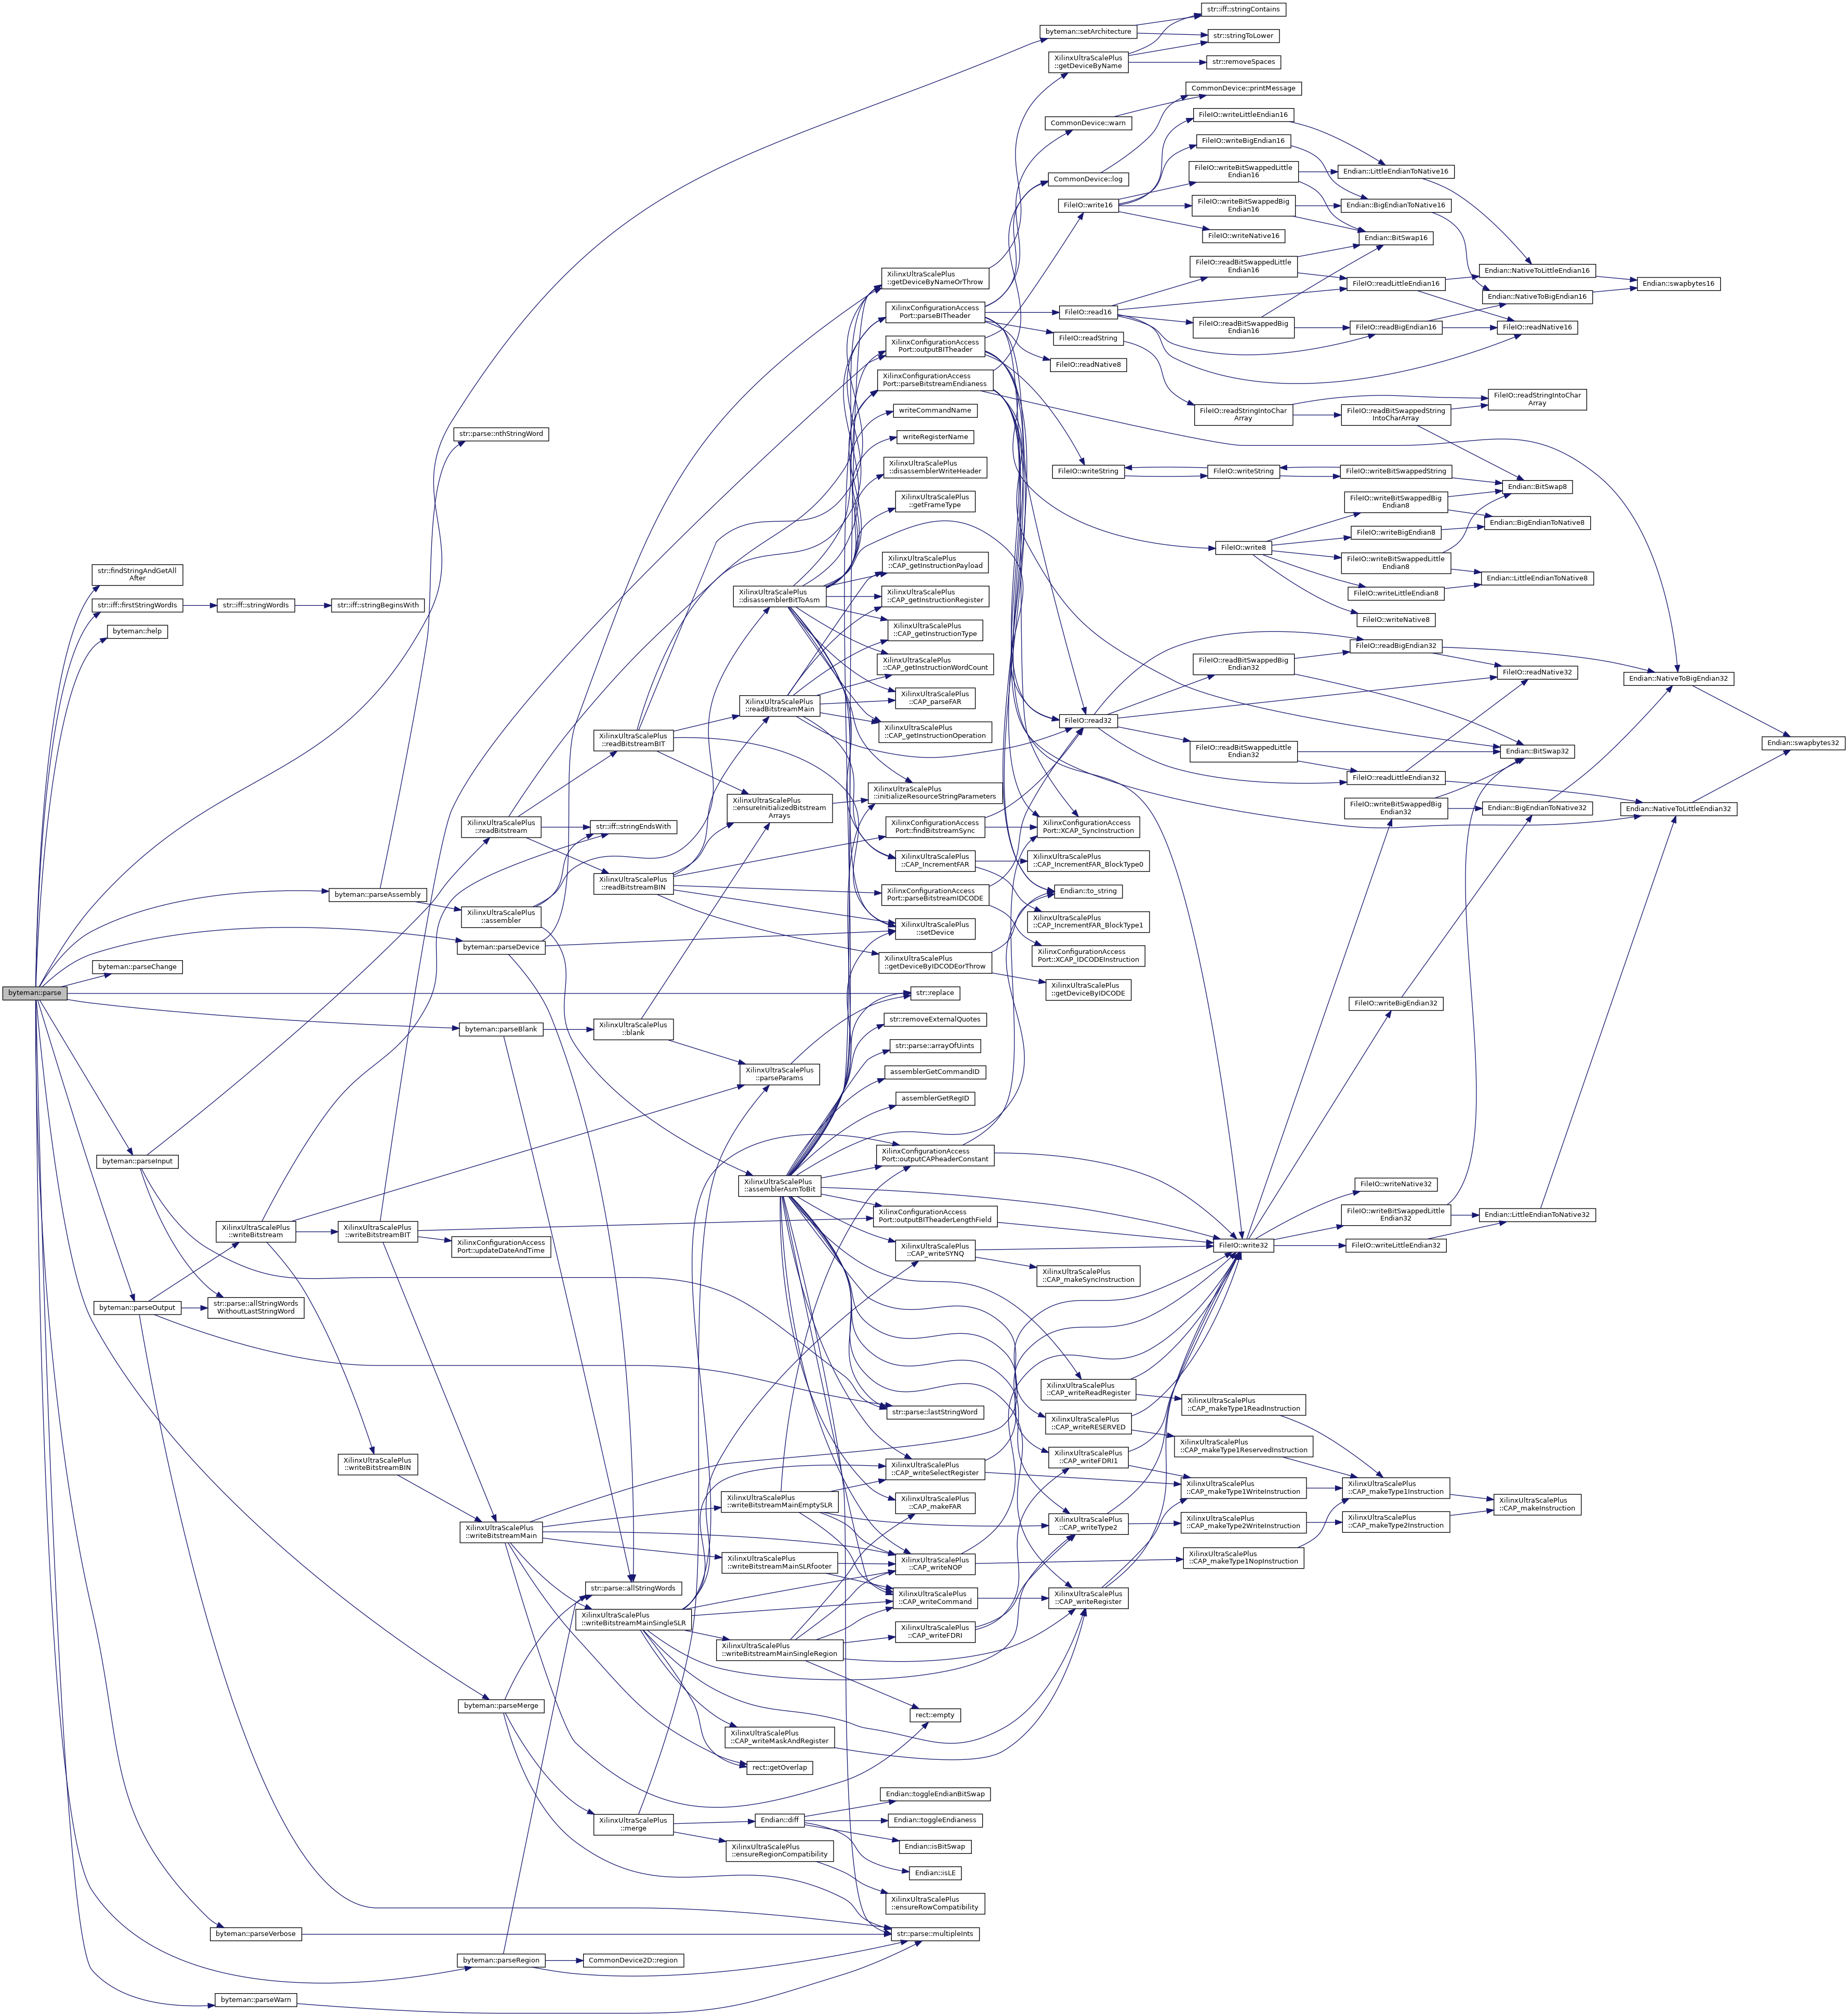 byteman::parse
str::findStringAndGetAll
After
str::iff::firstStringWordIs
byteman::help
byteman::parseChange
byteman::parseInput
byteman::parseOutput
str::iff::stringWordIs
str::parse::allStringWords
WithoutLastStringWord
XilinxUltraScalePlus
::writeBitstream
byteman::parseVerbose
byteman::parseWarn
str::iff::stringBeginsWith
byteman::parseAssembly
XilinxUltraScalePlus
::writeBitstreamBIT
XilinxUltraScalePlus
::writeBitstreamBIN
str::parse::nthStringWord
XilinxUltraScalePlus
::readBitstream
XilinxUltraScalePlus
::assembler
byteman::parseDevice
byteman::parseBlank
XilinxConfigurationAccess
Port::updateDateAndTime
XilinxUltraScalePlus
::writeBitstreamMain
byteman::parseMerge
byteman::parseRegion
XilinxUltraScalePlus
::readBitstreamBIT
str::iff::stringEndsWith
XilinxUltraScalePlus
::readBitstreamBIN
XilinxUltraScalePlus
::blank
str::parse::allStringWords
XilinxUltraScalePlus
::writeBitstreamMainSingleSLR
XilinxUltraScalePlus
::merge
CommonDevice2D::region
XilinxUltraScalePlus
::disassemblerBitToAsm
XilinxUltraScalePlus
::readBitstreamMain
XilinxUltraScalePlus
::ensureInitializedBitstream
Arrays
XilinxUltraScalePlus
::parseParams
XilinxUltraScalePlus
::assemblerAsmToBit
XilinxUltraScalePlus
::writeBitstreamMainEmptySLR
XilinxUltraScalePlus
::writeBitstreamMainSLRfooter
XilinxUltraScalePlus
::writeBitstreamMainSingleRegion
XilinxUltraScalePlus
::CAP_writeMaskAndRegister
rect::getOverlap
Endian::diff
XilinxUltraScalePlus
::ensureRegionCompatibility
XilinxUltraScalePlus
::getDeviceByNameOrThrow
XilinxConfigurationAccess
Port::parseBITheader
XilinxConfigurationAccess
Port::outputBITheader
XilinxConfigurationAccess
Port::parseBitstreamEndianess
writeCommandName
writeRegisterName
XilinxUltraScalePlus
::disassemblerWriteHeader
XilinxUltraScalePlus
::getFrameType
XilinxUltraScalePlus
::CAP_getInstructionPayload
XilinxUltraScalePlus
::CAP_getInstructionRegister
XilinxUltraScalePlus
::CAP_getInstructionType
XilinxUltraScalePlus
::CAP_getInstructionWordCount
XilinxUltraScalePlus
::CAP_parseFAR
XilinxUltraScalePlus
::CAP_getInstructionOperation
XilinxUltraScalePlus
::initializeResourceStringParameters
XilinxConfigurationAccess
Port::findBitstreamSync
XilinxUltraScalePlus
::CAP_IncrementFAR
XilinxConfigurationAccess
Port::parseBitstreamIDCODE
XilinxUltraScalePlus
::setDevice
XilinxUltraScalePlus
::getDeviceByIDCODEorThrow
str::replace
str::removeExternalQuotes
str::parse::arrayOfUints
assemblerGetCommandID
assemblerGetRegID
XilinxConfigurationAccess
Port::outputCAPheaderConstant
XilinxConfigurationAccess
Port::outputBITheaderLengthField
XilinxUltraScalePlus
::CAP_writeSYNQ
str::parse::lastStringWord
XilinxUltraScalePlus
::CAP_writeSelectRegister
XilinxUltraScalePlus
::CAP_makeFAR
XilinxUltraScalePlus
::CAP_writeNOP
XilinxUltraScalePlus
::CAP_writeCommand
XilinxUltraScalePlus
::CAP_writeFDRI
rect::empty
Endian::toggleEndianBitSwap
Endian::toggleEndianess
Endian::isBitSwap
Endian::isLE
XilinxUltraScalePlus
::ensureRowCompatibility
str::parse::multipleInts
byteman::setArchitecture
XilinxUltraScalePlus
::getDeviceByName
CommonDevice::warn
CommonDevice::log
FileIO::write16
FileIO::read16
FileIO::readString
FileIO::readNative8
FileIO::writeString
FileIO::read32
XilinxConfigurationAccess
Port::XCAP_SyncInstruction
XilinxUltraScalePlus
::CAP_IncrementFAR_BlockType0
Endian::to_string
XilinxUltraScalePlus
::CAP_IncrementFAR_BlockType1
XilinxConfigurationAccess
Port::XCAP_IDCODEInstruction
XilinxUltraScalePlus
::getDeviceByIDCODE
XilinxUltraScalePlus
::CAP_makeSyncInstruction
XilinxUltraScalePlus
::CAP_writeReadRegister
XilinxUltraScalePlus
::CAP_writeRESERVED
XilinxUltraScalePlus
::CAP_writeFDRI1
XilinxUltraScalePlus
::CAP_writeType2
XilinxUltraScalePlus
::CAP_writeRegister
str::iff::stringContains
str::stringToLower
str::removeSpaces
CommonDevice::printMessage
FileIO::writeLittleEndian16
FileIO::writeBigEndian16
FileIO::writeBitSwappedLittle
Endian16
FileIO::writeBitSwappedBig
Endian16
FileIO::writeNative16
FileIO::readBitSwappedLittle
Endian16
FileIO::readBitSwappedBig
Endian16
FileIO::readStringIntoChar
Array
FileIO::writeString
FileIO::write8
FileIO::readBitSwappedBig
Endian32
FileIO::readBitSwappedLittle
Endian32
FileIO::write32
XilinxUltraScalePlus
::CAP_makeType1ReadInstruction
XilinxUltraScalePlus
::CAP_makeType1ReservedInstruction
XilinxUltraScalePlus
::CAP_makeType1WriteInstruction
XilinxUltraScalePlus
::CAP_makeType2WriteInstruction
XilinxUltraScalePlus
::CAP_makeType1NopInstruction
Endian::LittleEndianToNative16
Endian::BigEndianToNative16
Endian::BitSwap16
FileIO::readLittleEndian16
FileIO::readBigEndian16
FileIO::readBitSwappedString
IntoCharArray
FileIO::writeBitSwappedString
FileIO::writeBitSwappedBig
Endian8
FileIO::writeBigEndian8
FileIO::writeBitSwappedLittle
Endian8
FileIO::writeLittleEndian8
FileIO::writeNative8
FileIO::readBigEndian32
FileIO::readLittleEndian32
FileIO::writeBitSwappedBig
Endian32
FileIO::writeBigEndian32
FileIO::writeNative32
FileIO::writeBitSwappedLittle
Endian32
FileIO::writeLittleEndian32
XilinxUltraScalePlus
::CAP_makeType1Instruction
XilinxUltraScalePlus
::CAP_makeType2Instruction
Endian::NativeToLittleEndian16
Endian::NativeToBigEndian16
FileIO::readNative16
FileIO::readStringIntoChar
Array
Endian::BitSwap8
Endian::BigEndianToNative8
Endian::LittleEndianToNative8
FileIO::readNative32
Endian::BitSwap32
Endian::BigEndianToNative32
Endian::LittleEndianToNative32
XilinxUltraScalePlus
::CAP_makeInstruction
Endian::swapbytes16
Endian::NativeToBigEndian32
Endian::NativeToLittleEndian32
Endian::swapbytes32